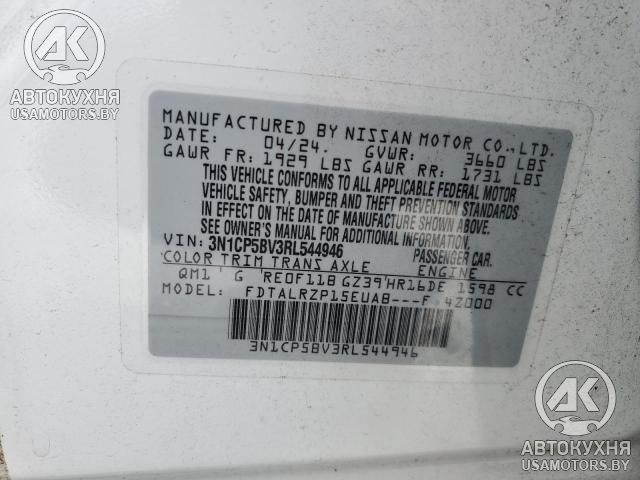 AK
АВТОКУХНЯ
USAMOTORS.BY
MANUFACTURED BY NISSAN MOTOR CO.,LTD.
DATE: 04/24. GVWR: 3660 LBS
GAWR FR: 1929 LBS GAWR RR: 1731 LBS
THIS VEHICLE CONFORMS TO ALL APPLICABLE FEDERAL MOTOR
VEHICLE SAFETY, BUMPER, AND THEFT PREVENTION STANDARDS
IN EFFECT ON THE DATE OF MANUFACTURE SHOWN ABOVE.
SEE OWNER'S MANUAL FOR ADDITIONAL INFORMATION.
VIN: 3N1CP5BV3RL544946 PASSENGER CAR.
COLOR TRIM TRANS AXLE ENGINE
QM1 G RE0F11B GZ39 HR16DE 1598 CC
MODEL: FDTALRZP15EUAB---F 4Z000
3N1CP5BV3RL544946
AK
АВТОКУХНЯ
USAMOTORS.BY